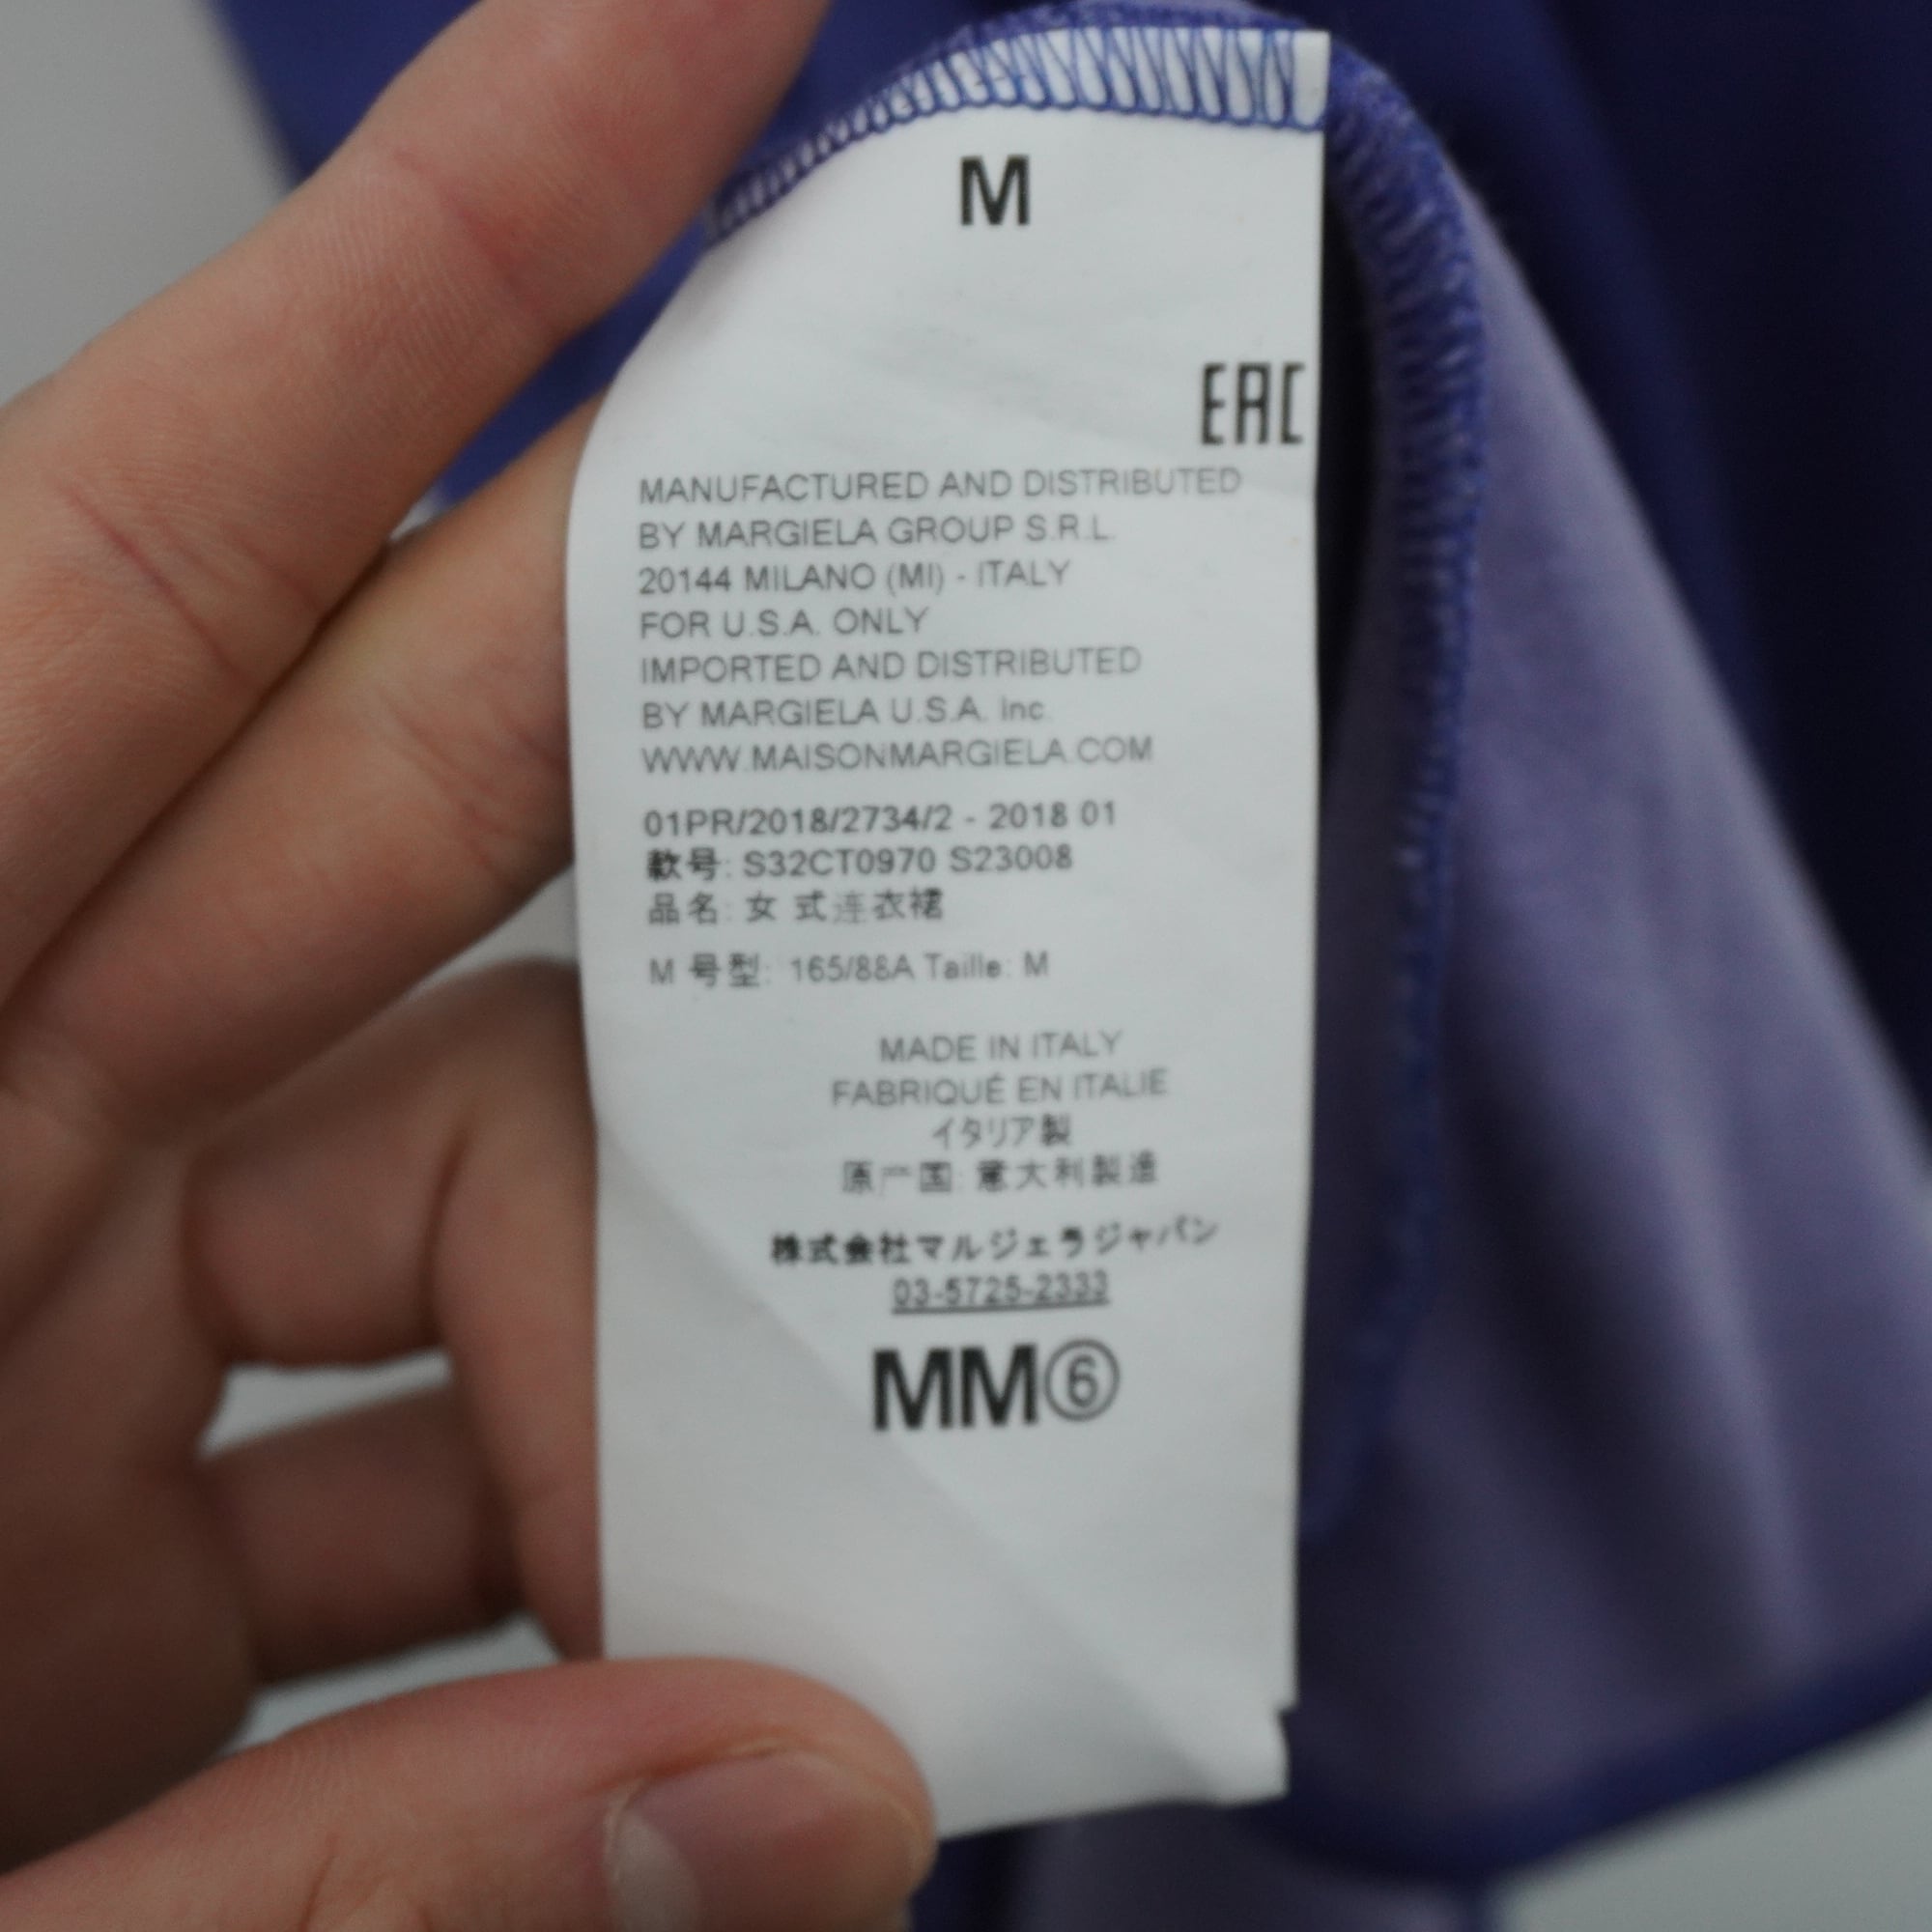 M
EAC
MANUFACTURED AND DISTRIBUTED
BY MARGIELA GROUP S.R.L.
20144 MILANO (MI) - ITALY
FOR U.S.A. ONLY
IMPORTED AND DISTRIBUTED
BY MARGIELA U.S.A. inc.
WWW.MAISONMARGIELA.COM
01PR/2018/2734/2 - 2018 01
款号: S32CT0970 S23008
品名: 女 式连衣裙
M 号型: 165/88A Taille: M
MADE IN ITALY
FABRIQUÉ EN ITALIE
イタリア製
原产国: 意大利製造
株式会社マルジェラジャパン
03-5725-2333
MM⑥